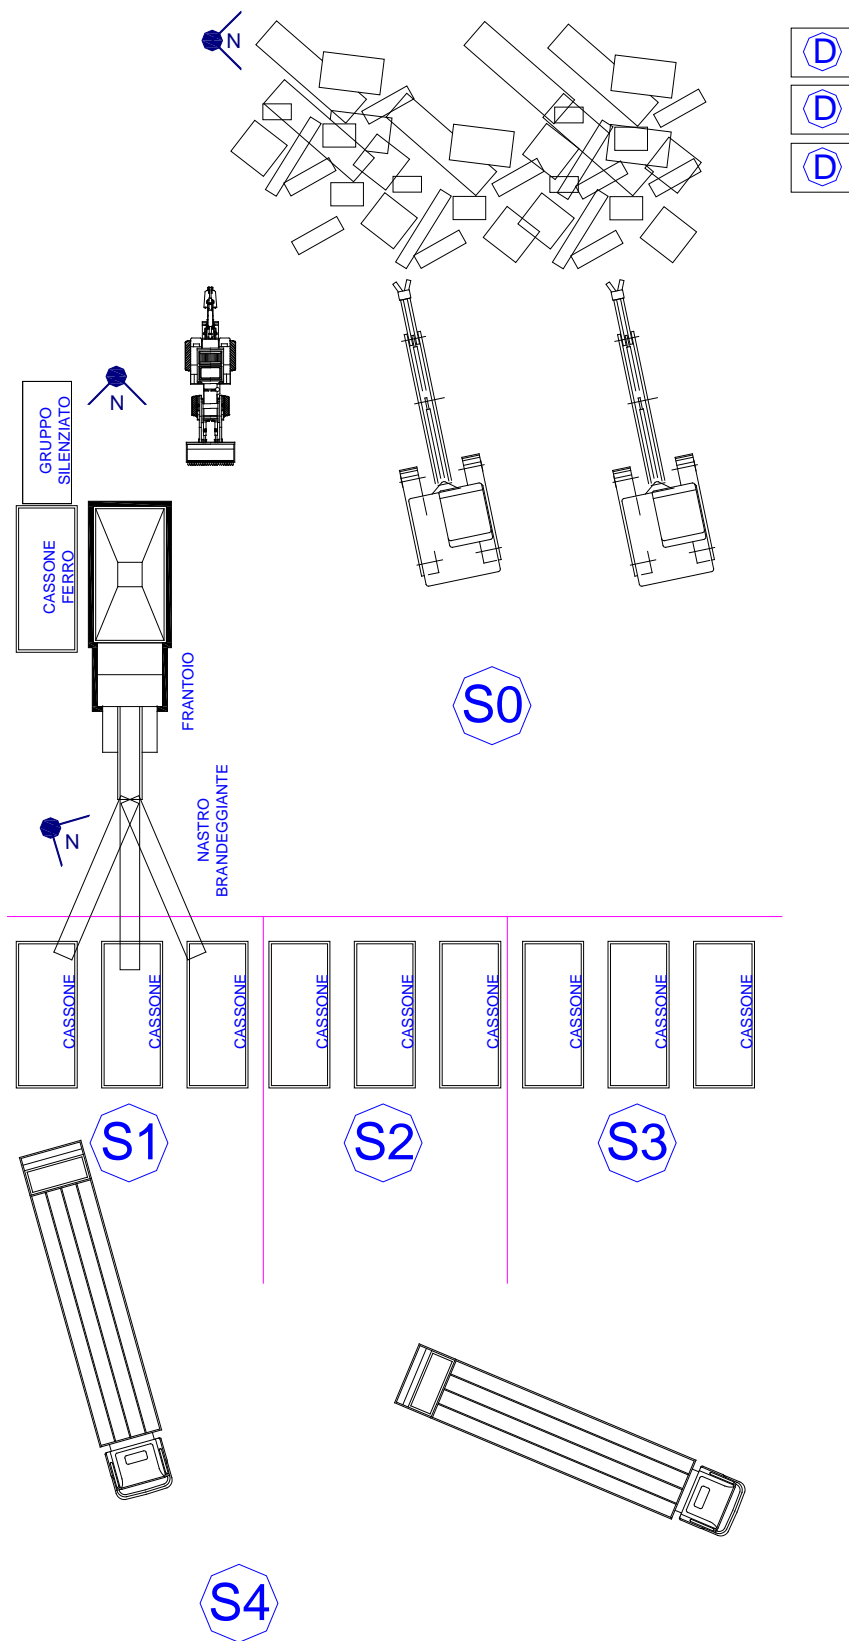 N
D
D
D
N
GRUPPO
SILENZIATO
CASSONE
FERRO
FRANTOIO
S0
NASTRO
BRANDEGGIANTE
N
CASSONE
CASSONE
CASSONE
CASSONE
CASSONE
CASSONE
CASSONE
CASSONE
CASSONE
S1
S2
S3
S4